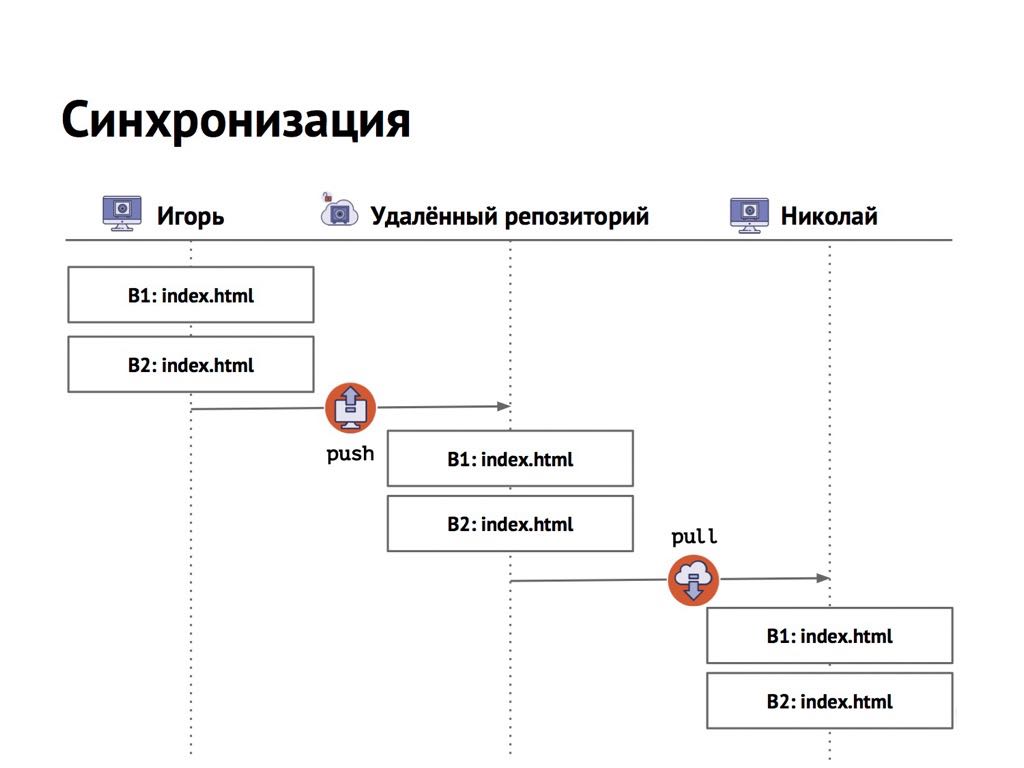 Синхронизация
Игорь
Удалённый репозиторий
Николай
B1: index.html
B2: index.html
push
B1: index.html
B2: index.html
pull
B1: index.html
B2: index.html